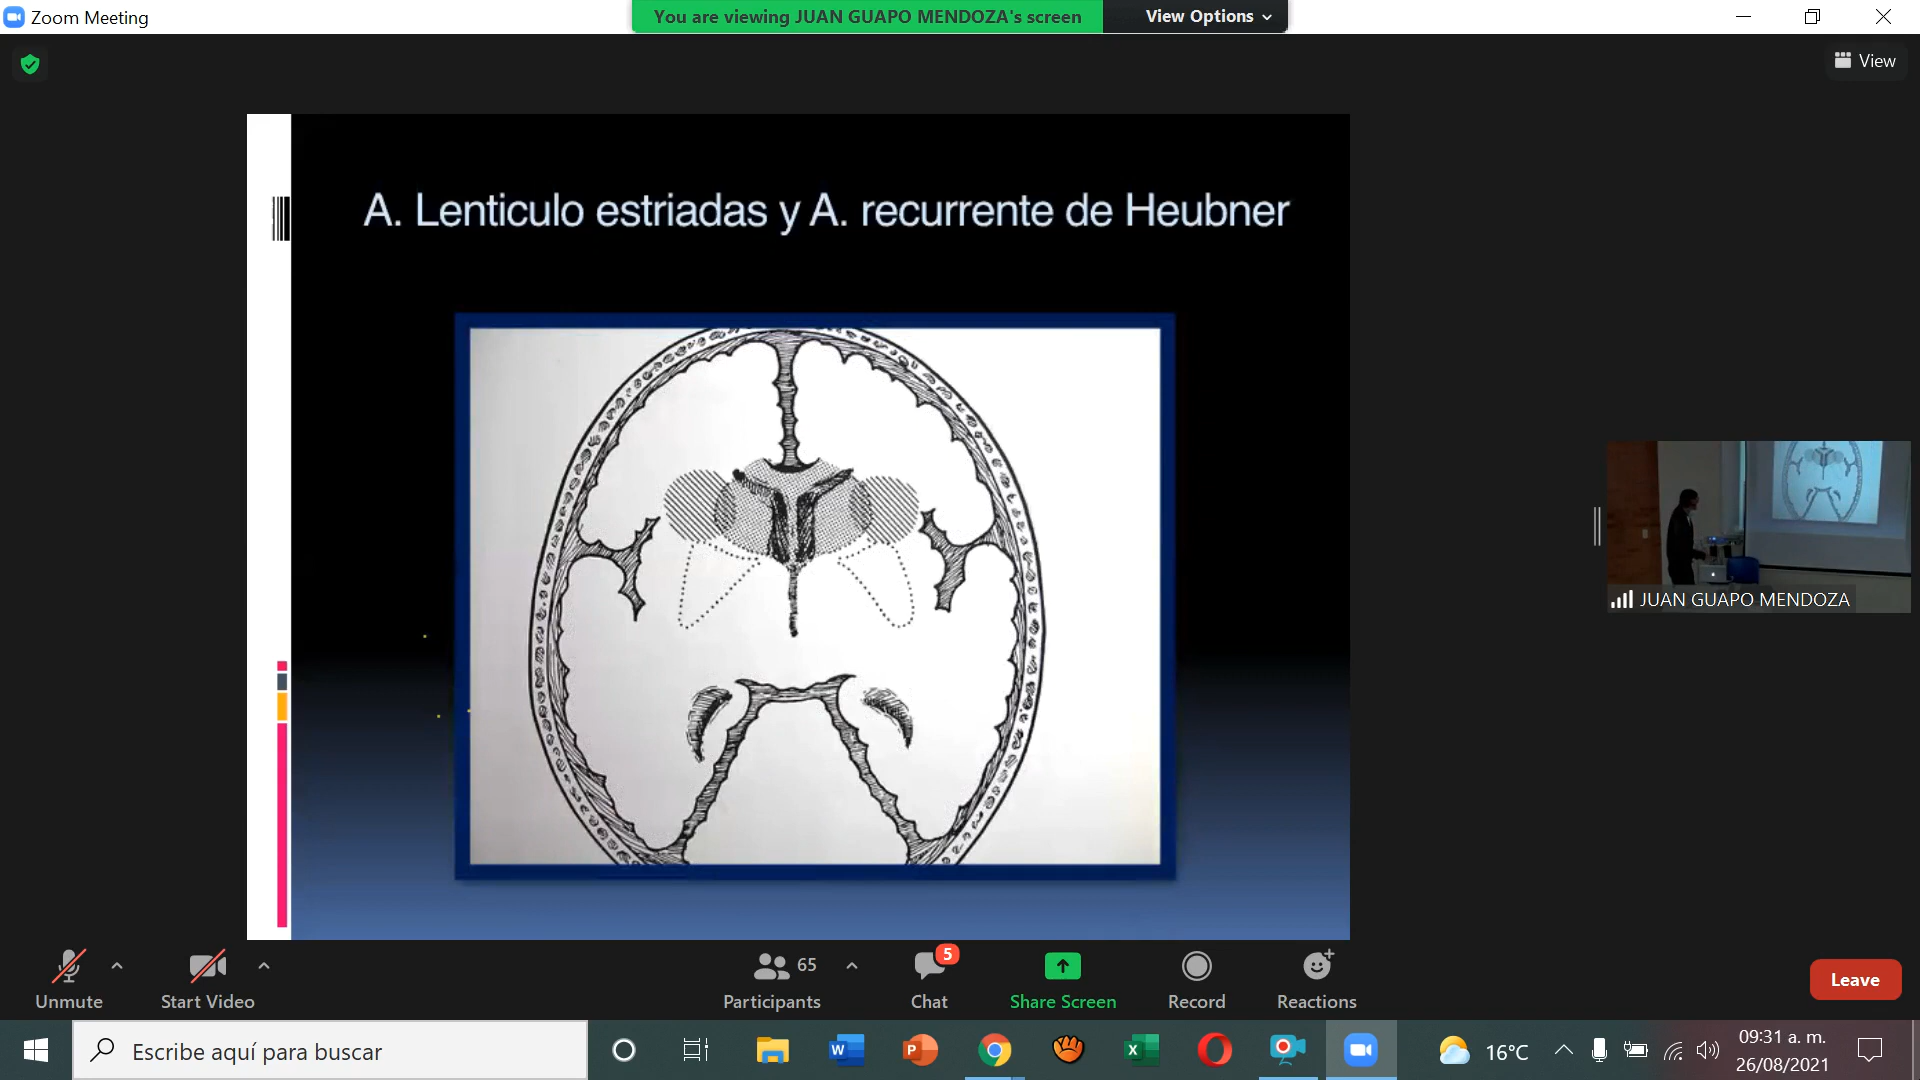 Zoom Meeting
You are viewing JUAN GUAPO MENDOZA's screen
View Options
View
A. Lenticulo estriadas y A. recurrente de Heubner
JUAN GUAPO MENDOZA
Unmute
Start Video
65
Participants
5
Chat
Share Screen
Record
Reactions
Leave
Escribe aquí para buscar
W
P
X
16°C
09:31 a. m.
26/08/2021